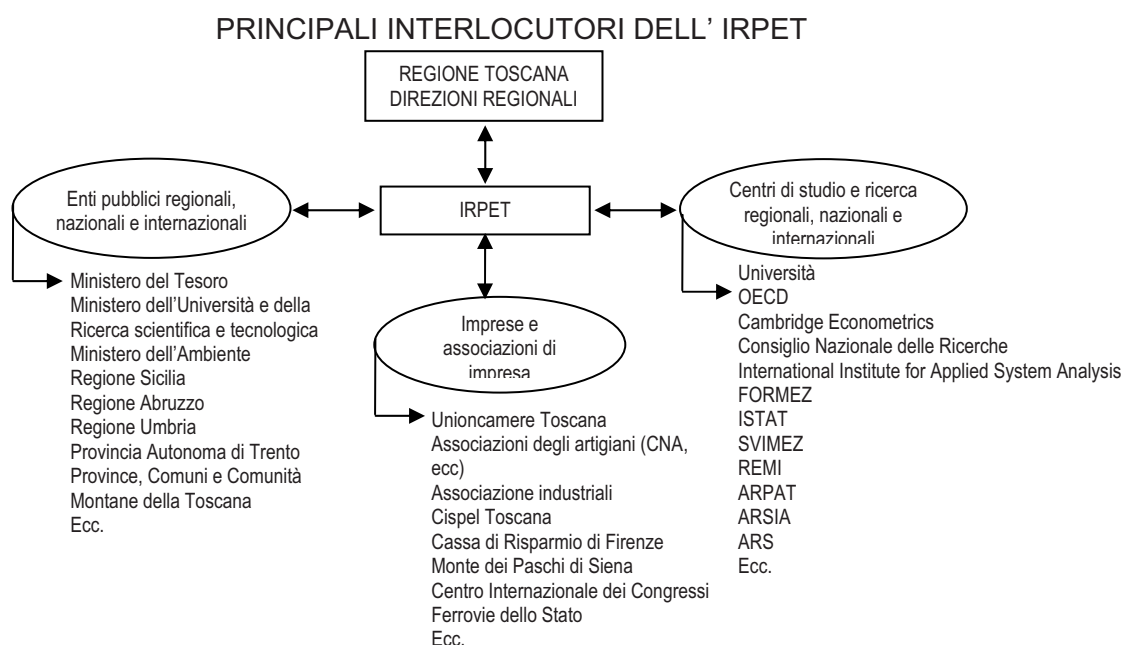 PRINCIPALI INTERLOCUTORI DELL' IRPET
REGIONE TOSCANA
DIREZIONI REGIONALI
Enti pubblici regionali,
nazionali e internazionali
IRPET
Centri di studio e ricerca
regionali, nazionali e
internazionali
Ministero del Tesoro
Ministero dell'Università e della
Ricerca scientifica e tecnologica
Ministero dell'Ambiente
Regione Sicilia
Regione Abruzzo
Regione Umbria
Provincia Autonoma di Trento
Province, Comuni e Comunità
Montane della Toscana
Ecc.
Imprese e
associazioni di
impresa
Unioncamere Toscana
Associazioni degli artigiani (CNA,
ecc)
Associazione industriali
Cispel Toscana
Cassa di Risparmio di Firenze
Monte dei Paschi di Siena
Centro Internazionale dei Congressi
Ferrovie dello Stato
Ecc.
Università
OECD
Cambridge Econometrics
Consiglio Nazionale delle Ricerche
International Institute for Applied System Analysis
FORMEZ
ISTAT
SVIMEZ
REMI
ARPAT
ARSIA
ARS
Ecc.